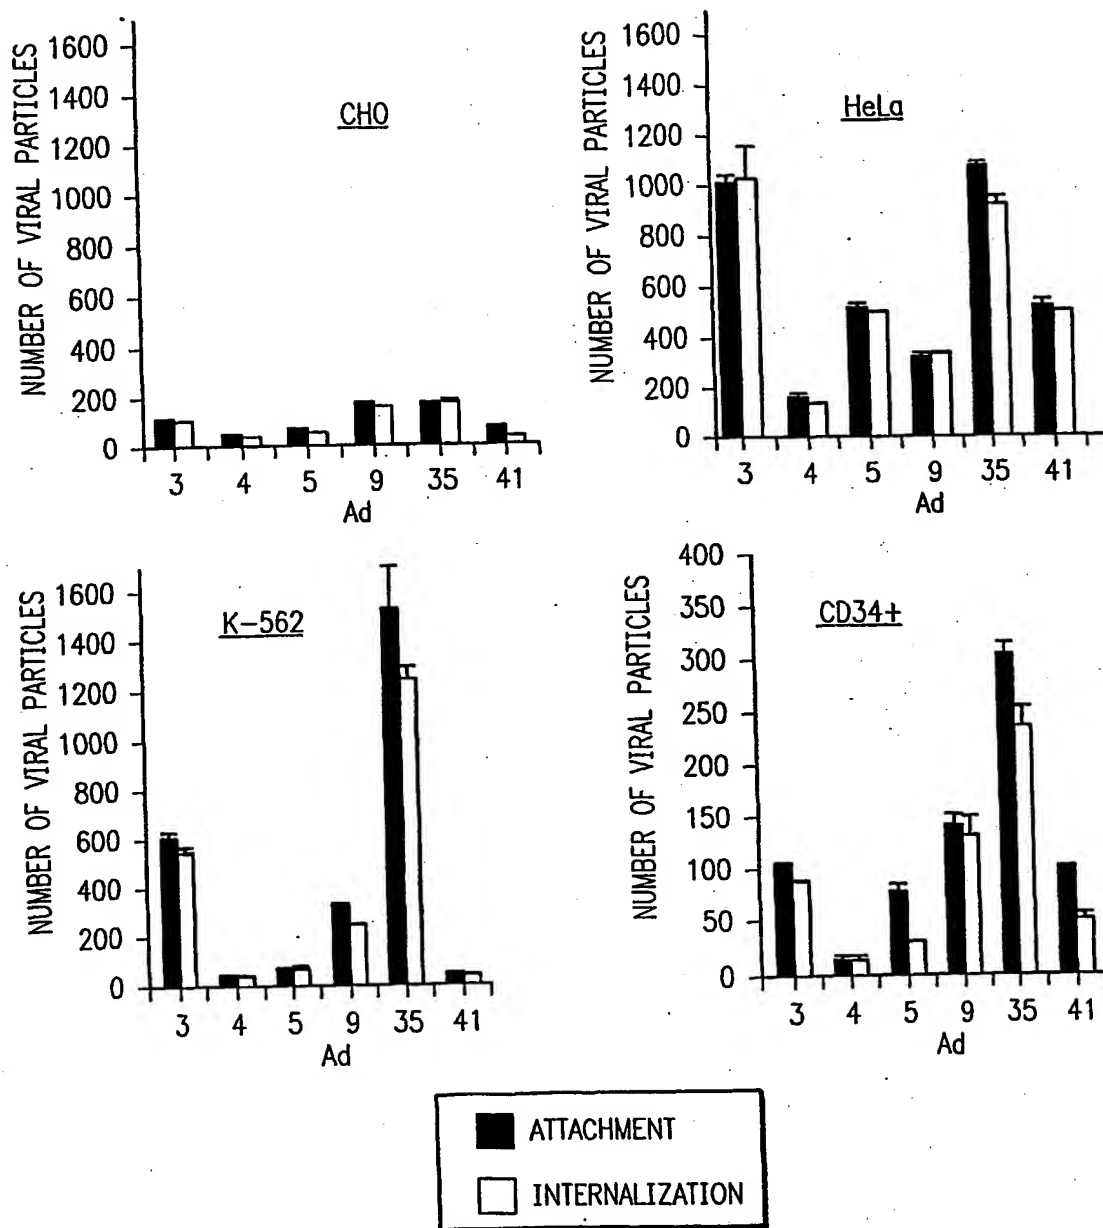 NUMBER OF VIRAL PARTICLES
1600
1400
1200
1000
800
600
400
200
0
CHO
3 4 5 9 35 41
Ad
NUMBER OF VIRAL PARTICLES
1600
1400
1200
1000
800
600
400
200
0
HeLa
3 4 5 9 35 41
Ad
NUMBER OF VIRAL PARTICLES
1600
1400
1200
1000
800
600
400
200
0
K-562
3 4 5 9 35 41
Ad
NUMBER OF VIRAL PARTICLES
400
350
300
250
200
150
100
50
0
CD34+
3 4 5 9 35 41
Ad
ATTACHMENT
INTERNALIZATION